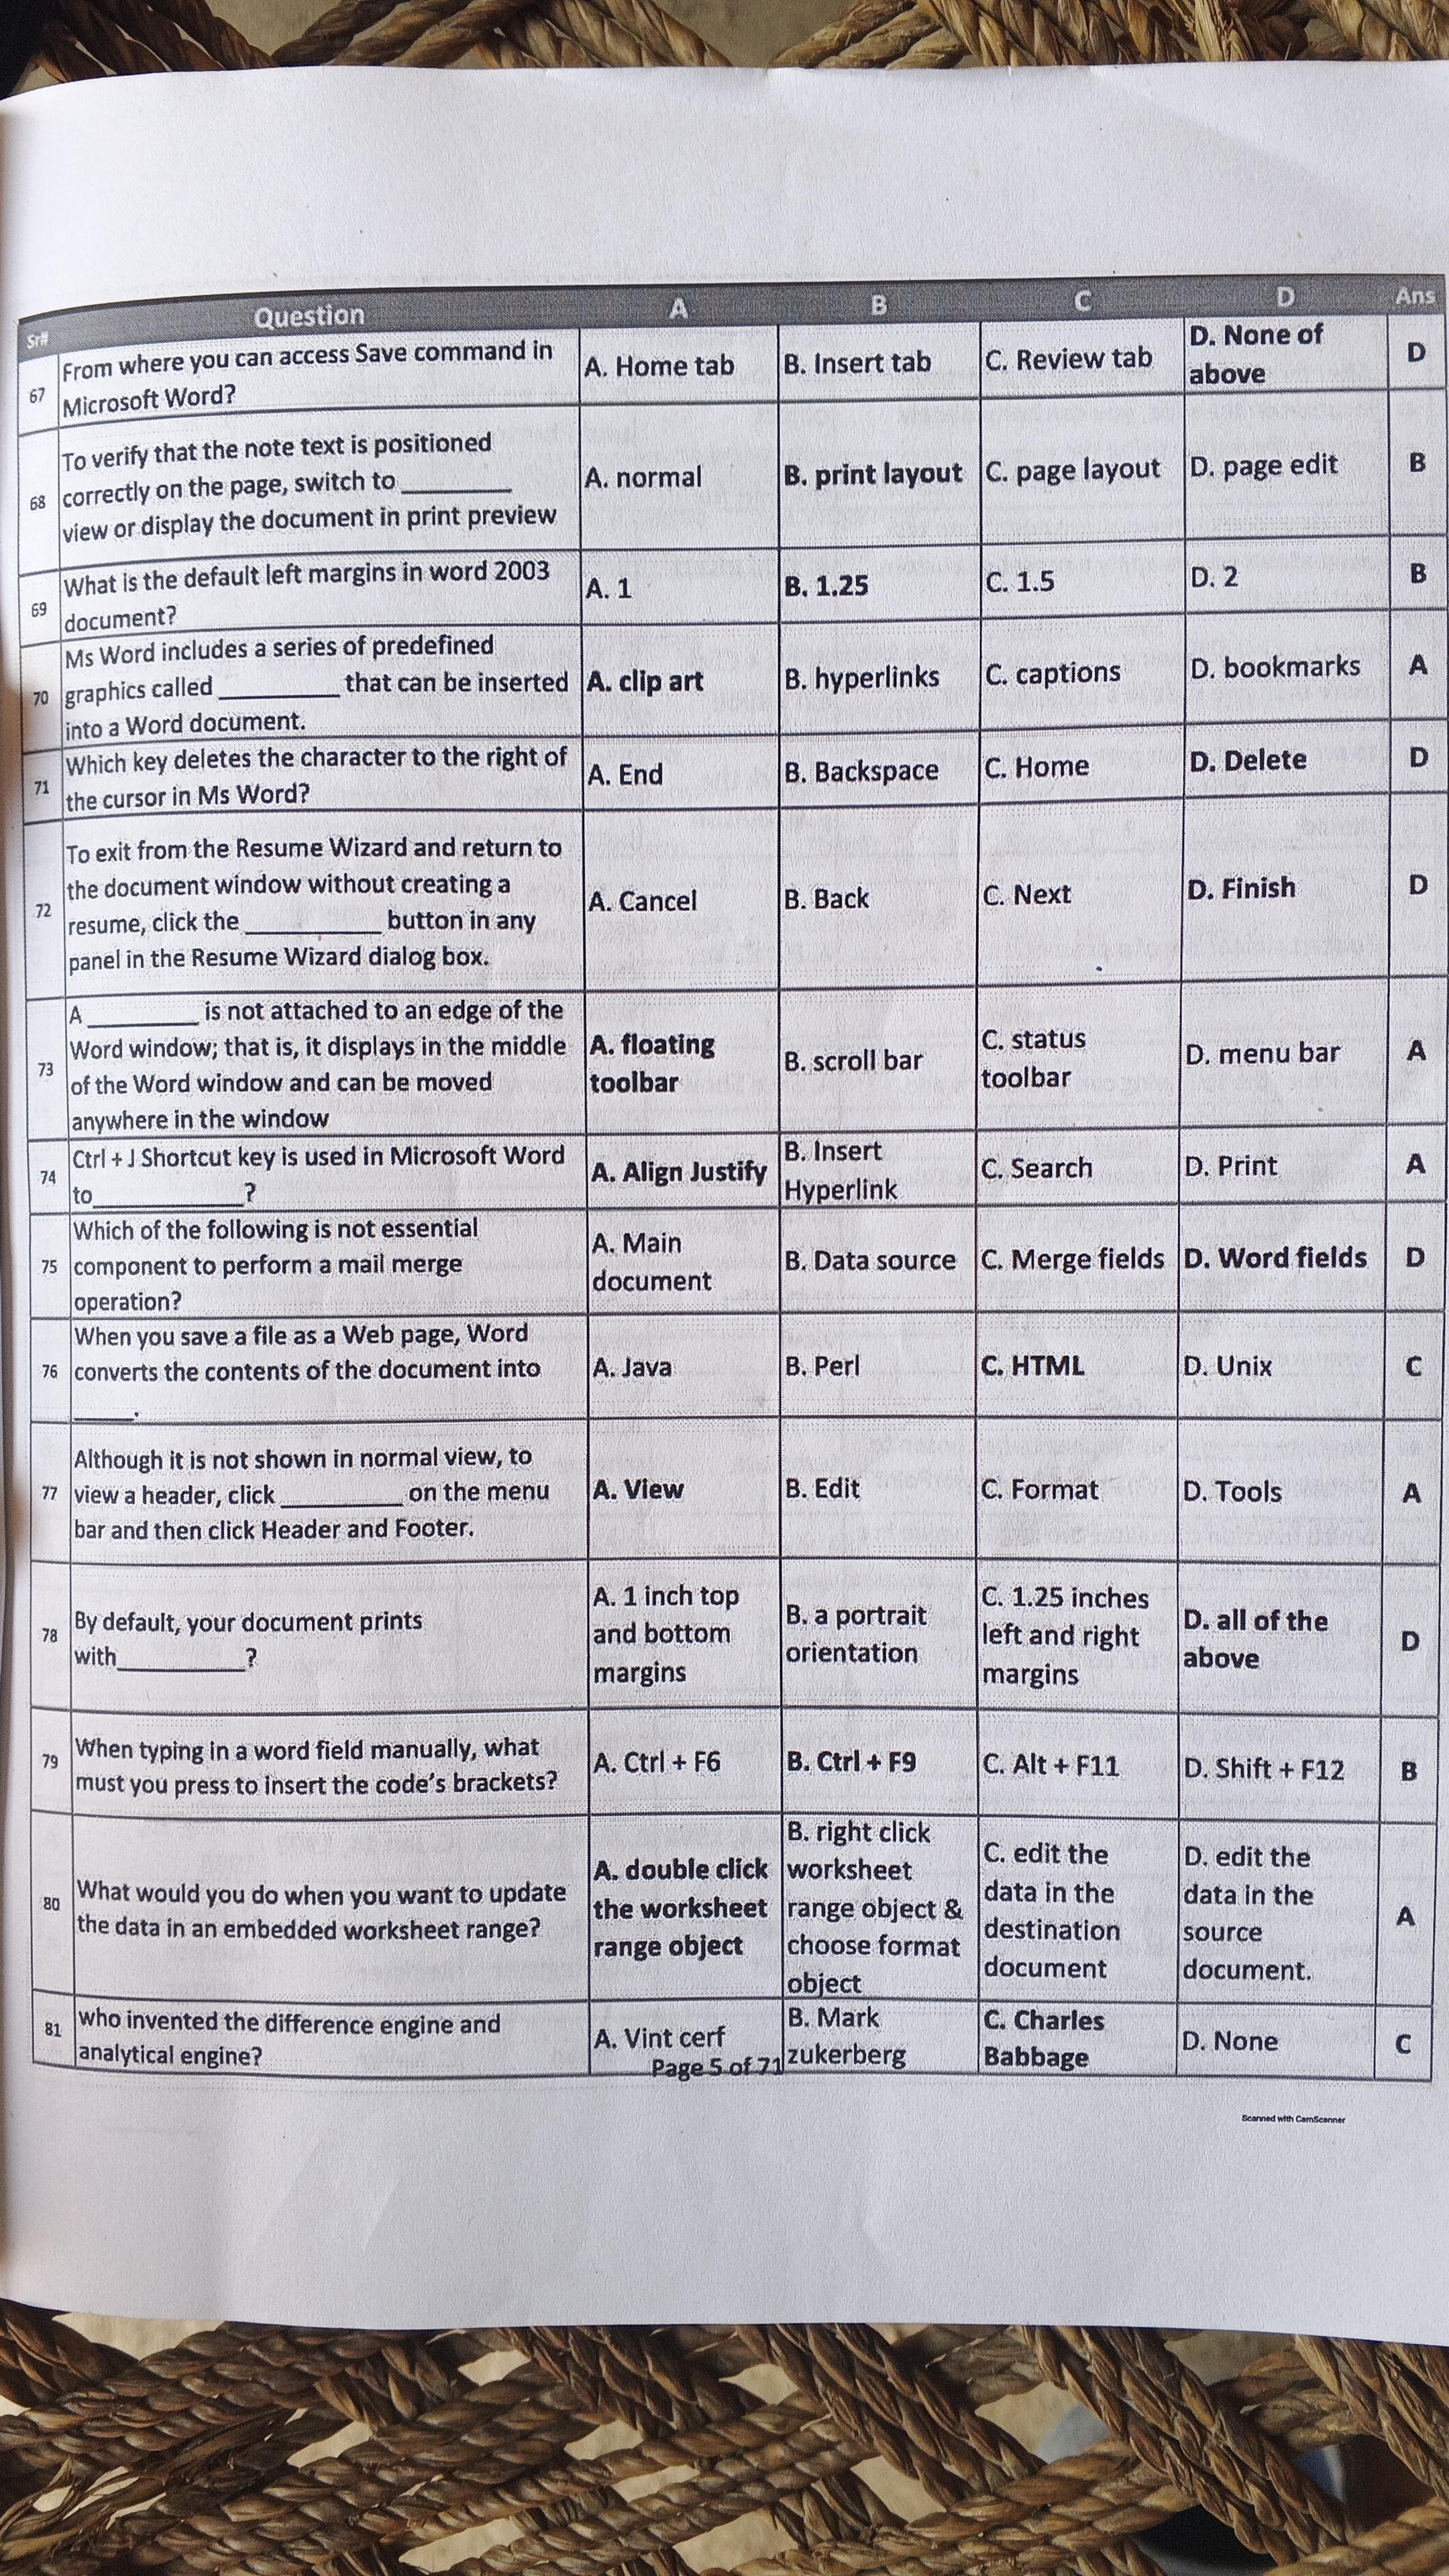 Sr# Question A B C D Ans
67 From where you can access Save command in Microsoft Word? A. Home tab B. Insert tab C. Review tab D. None of above D
68 To verify that the note text is positioned correctly on the page, switch to ________ view or display the document in print preview A. normal B. print layout C. page layout D. page edit B
69 What is the default left margins in word 2003 document? A. 1 B. 1.25 C. 1.5 D. 2 B
70 Ms Word includes a series of predefined graphics called ________ that can be inserted into a Word document. A. clip art B. hyperlinks C. captions D. bookmarks A
71 Which key deletes the character to the right of the cursor in Ms Word? A. End B. Backspace C. Home D. Delete D
72 To exit from the Resume Wizard and return to the document window without creating a resume, click the ________ button in any panel in the Resume Wizard dialog box. A. Cancel B. Back C. Next D. Finish D
73 A ________ is not attached to an edge of the Word window; that is, it displays in the middle of the Word window and can be moved anywhere in the window A. floating toolbar B. scroll bar C. status toolbar D. menu bar A
74 Ctrl + J Shortcut key is used in Microsoft Word to________? A. Align Justify B. Insert Hyperlink C. Search D. Print A
75 Which of the following is not essential component to perform a mail merge operation? A. Main document B. Data source C. Merge fields D. Word fields D
76 When you save a file as a Web page, Word converts the contents of the document into ____. A. Java B. Perl C. HTML D. Unix C
77 Although it is not shown in normal view, to view a header, click ________ on the menu bar and then click Header and Footer. A. View B. Edit C. Format D. Tools A
78 By default, your document prints with________? A. 1 inch top and bottom margins B. a portrait orientation C. 1.25 inches left and right margins D. all of the above D
79 When typing in a word field manually, what must you press to insert the code's brackets? A. Ctrl + F6 B. Ctrl + F9 C. Alt + F11 D. Shift + F12 B
80 What would you do when you want to update the data in an embedded worksheet range? A. double click the worksheet range object B. right click worksheet range object & choose format object C. edit the data in the destination document D. edit the data in the source document. A
81 who invented the difference engine and analytical engine? A. Vint cerf B. Mark zukerberg C. Charles Babbage D. None C
Page 5 of 71
Scanned with CamScanner